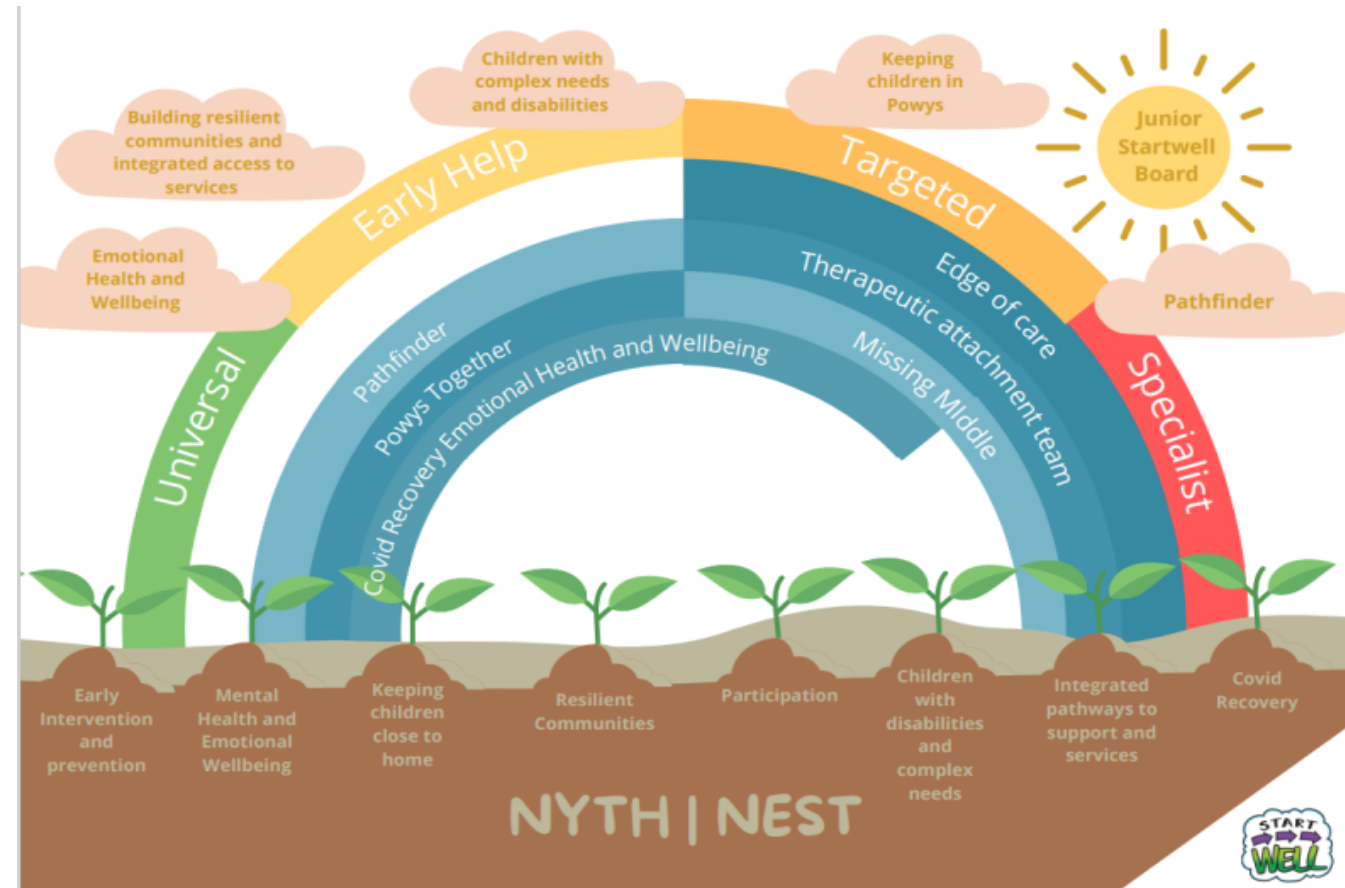 Children with
complex needs
and disabilities
Keeping
children in
Powys
Building resilient
communities and
integrated access to
services
Junior
Startwell
Board
Emotional
Health and
Wellbeing
Pathfinder
Universal
Early Help
Targeted
Specialist
Pathfinder
Powys Together
Covid Recovery Emotional Health and Wellbeing
Edge of care
Therapeutic attachment team
Missing MIddle
Early
Intervention
and
prevention
Mental
Health and
Emotional
Wellbeing
Keeping
children
close to
home
Resilient
Communities
Participation
Children
with
disabilities
and
complex
needs
Integrated
pathways to
support and
services
Covid
Recovery
NYTH | NEST
START
WELL